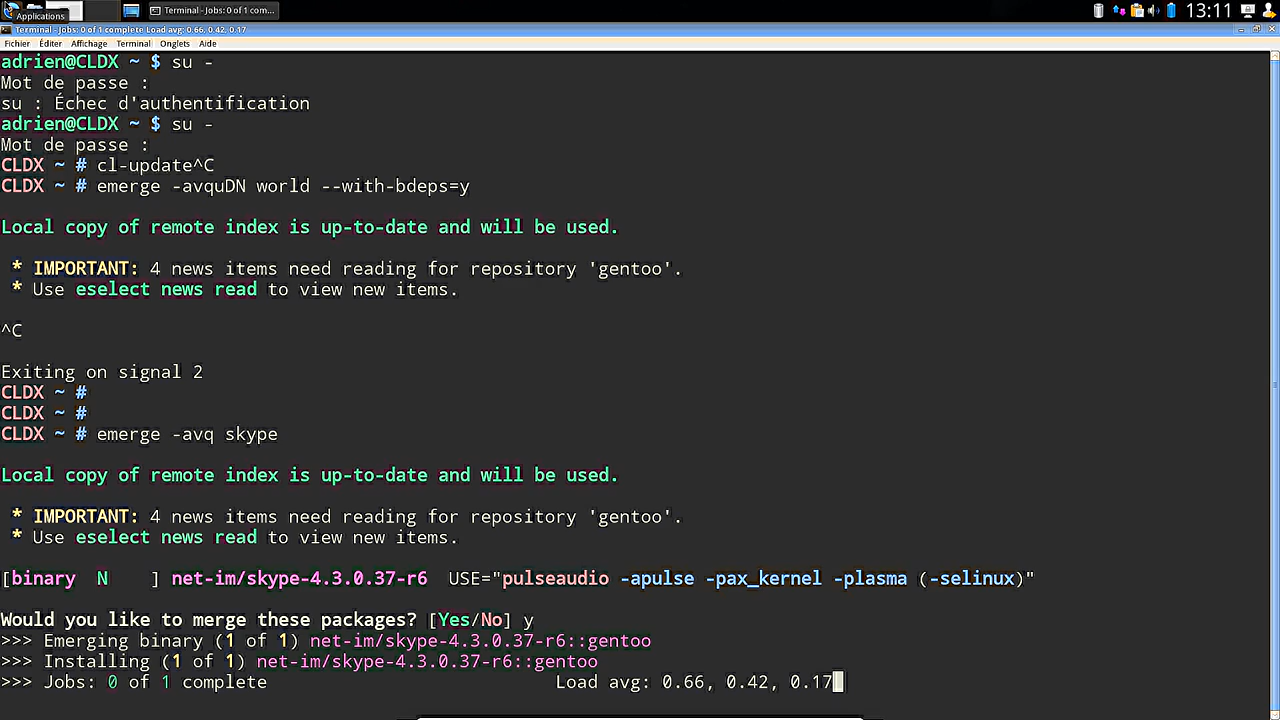 Applications
Terminal - Jobs: 0 of 1 com...
13:11
Terminal - Jobs: 0 of 1 complete Load avg: 0.66, 0.42, 0.17
Fichier Éditer Affichage Terminal Onglets Aide
adrien@CLDX ~ $ su -
Mot de passe :
su : Échec d'authentification
adrien@CLDX ~ $ su -
Mot de passe :
CLDX ~ # cl-update^C
CLDX ~ # emerge -avquDN world --with-bdeps=y
Local copy of remote index is up-to-date and will be used.
* IMPORTANT: 4 news items need reading for repository 'gentoo'.
* Use eselect news read to view new items.
^C
Exiting on signal 2
CLDX ~ #
CLDX ~ #
CLDX ~ # emerge -avq skype
Local copy of remote index is up-to-date and will be used.
* IMPORTANT: 4 news items need reading for repository 'gentoo'.
* Use eselect news read to view new items.
[binary  N    ] net-im/skype-4.3.0.37-r6  USE="pulseaudio -apulse -pax_kernel -plasma (-selinux)"
Would you like to merge these packages? [Yes/No] y
>>> Emerging binary (1 of 1) net-im/skype-4.3.0.37-r6::gentoo
>>> Installing (1 of 1) net-im/skype-4.3.0.37-r6::gentoo
>>> Jobs: 0 of 1 complete Load avg: 0.66, 0.42, 0.17